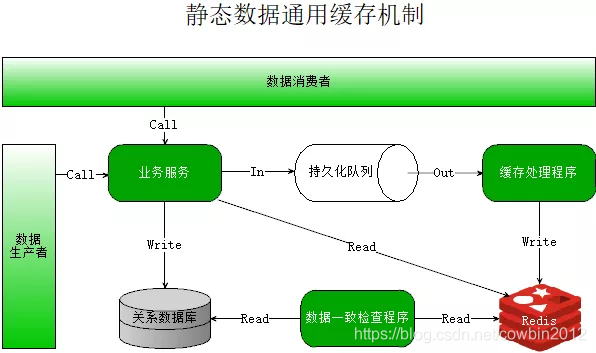 静态数据通用缓存机制
数据消费者
Call
数据
生产者
Call
业务服务
In
持久化队列
Out
缓存处理程序
Write
Read
Write
关系数据库
Read
数据一致检查程序
Read
Redis
https://blog.csdn.net/cowbin2012